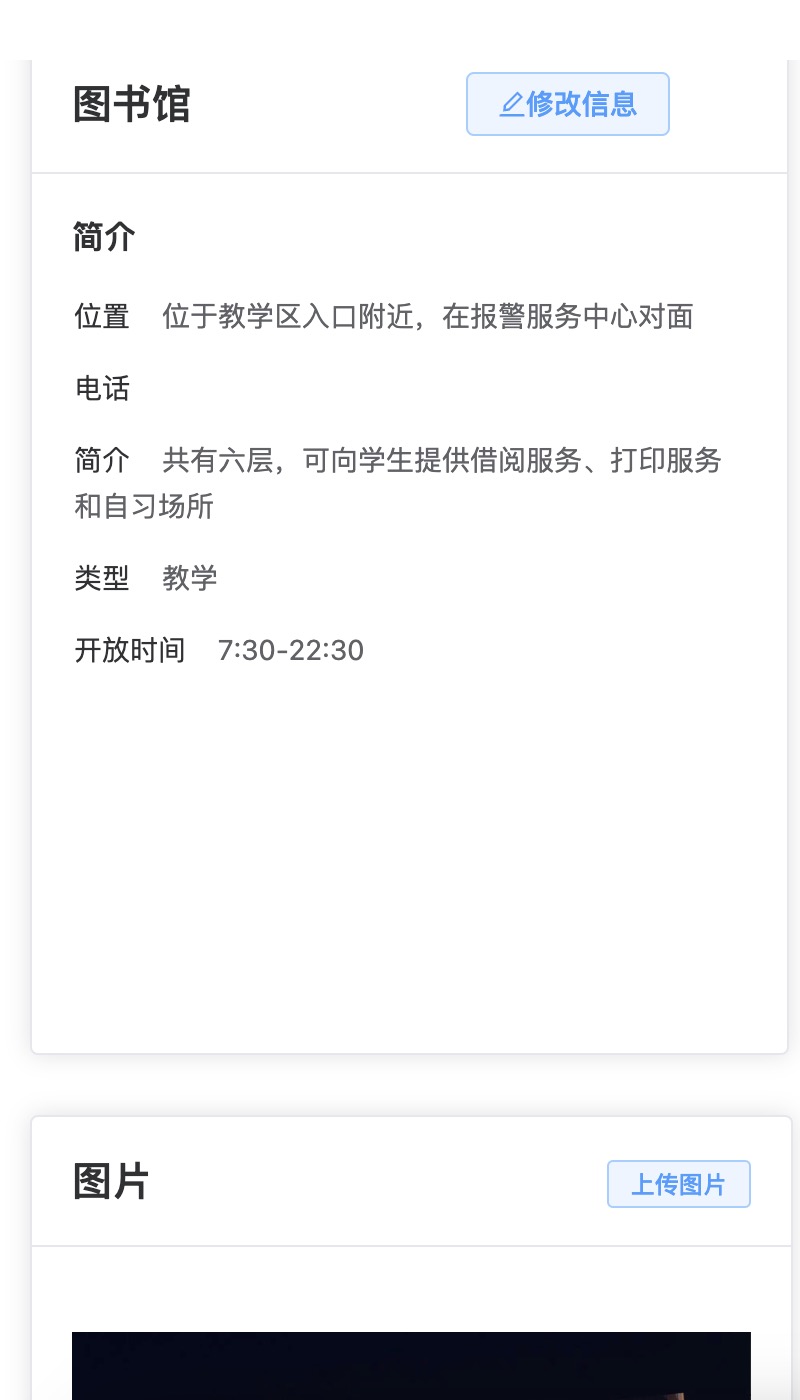 图书馆
修改信息
简介
位置 位于教学区入口附近，在报警服务中心对面
电话
简介 共有六层，可向学生提供借阅服务、打印服务
和自习场所
类型 教学
开放时间 7:30-22:30
图片
上传图片